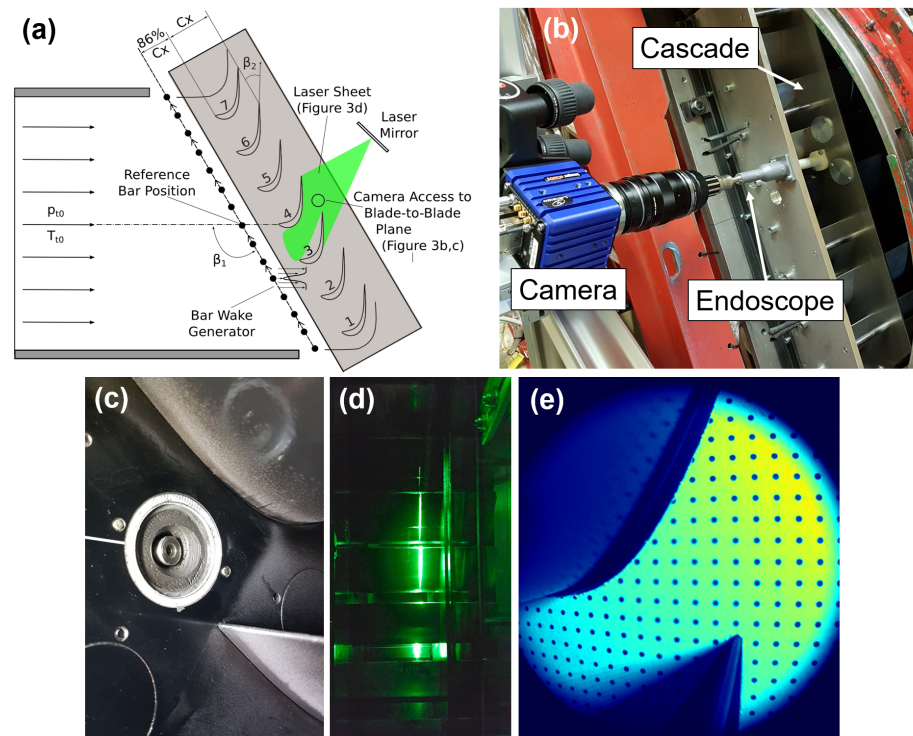 (a)
86%
Cx
Cx
β2
7
Laser Sheet
(Figure 3d)
Laser
Mirror
6
5
Reference
Bar Position
4
Camera Access to
Blade-to-Blade
Plane
(Figure 3b,c)
pt0
Tt0
β1
3
2
Bar Wake
Generator
1
(b)
Cascade
Camera
Endoscope
(c)
(d)
(e)